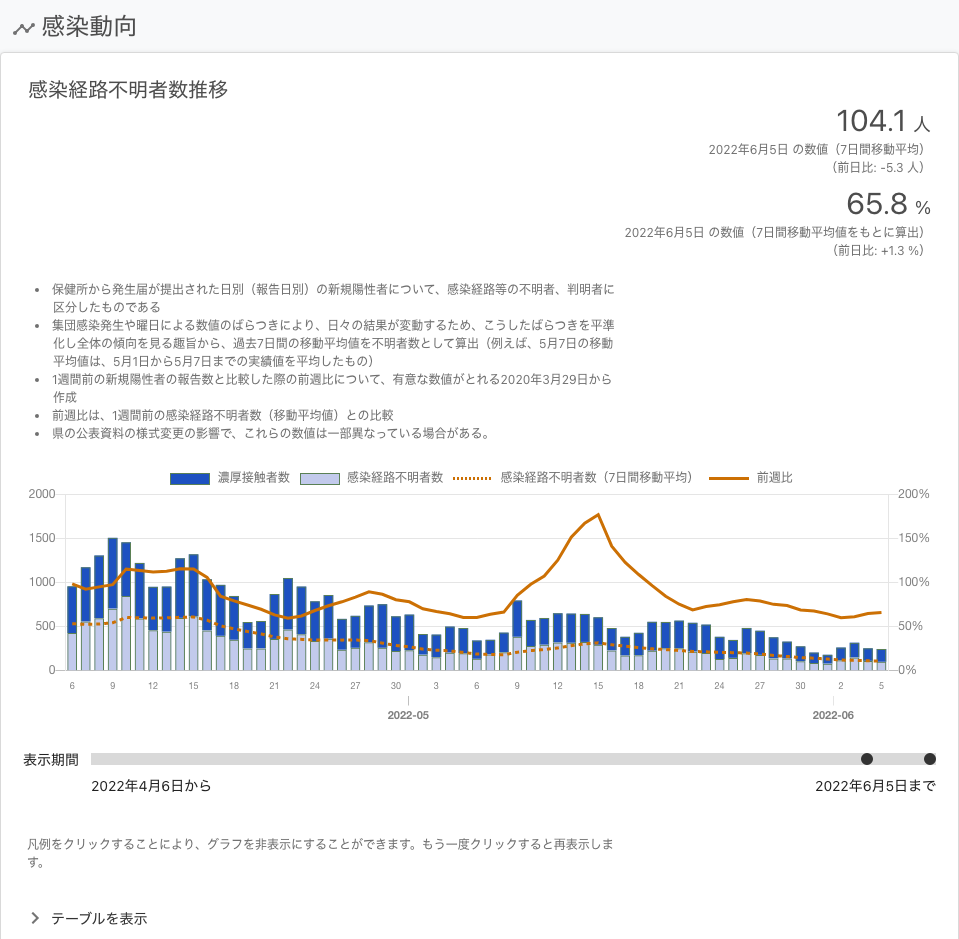 感染動向
感染経路不明者数推移
104.1 人
2022年6月5日 の数値（7日間移動平均）
（前日比: -5.3 人）
65.8 %
2022年6月5日 の数値（7日間移動平均値をもとに算出）
（前日比: +1.3 %）
• 保健所から発生届が提出された日別（報告日別）の新規陽性者について、感染経路等の不明者、判明者に
区分したものである
• 集団感染発生や曜日による数値のばらつきにより、日々の結果が変動するため、こうしたばらつきを平準
化し全体の傾向を見る趣旨から、過去7日間の移動平均値を不明者数として算出（例えば、5月7日の移動
平均値は、5月1日から5月7日までの実績値を平均したもの）
• 1週間前の新規陽性者の報告数と比較した際の前週比について、有意な数値がとれる2020年3月29日から
作成
• 前週比は、1週間前の感染経路不明者数（移動平均値）との比較
• 県の公表資料の様式変更の影響で、これらの数値は一部異なっている場合がある。
濃厚接触者数 感染経路不明者数 感染経路不明者数（7日間移動平均） 前週比
2000 200%
1500 150%
1000 100%
500 50%
0 0%
6 9 12 15 18 21 24 27 30 3 6 9 12 15 18 21 24 27 30 2 5
2022-05 2022-06
表示期間
2022年4月6日から 2022年6月5日まで
凡例をクリックすることにより、グラフを非表示にすることができます。もう一度クリックすると再表示しま
す。
テーブルを表示